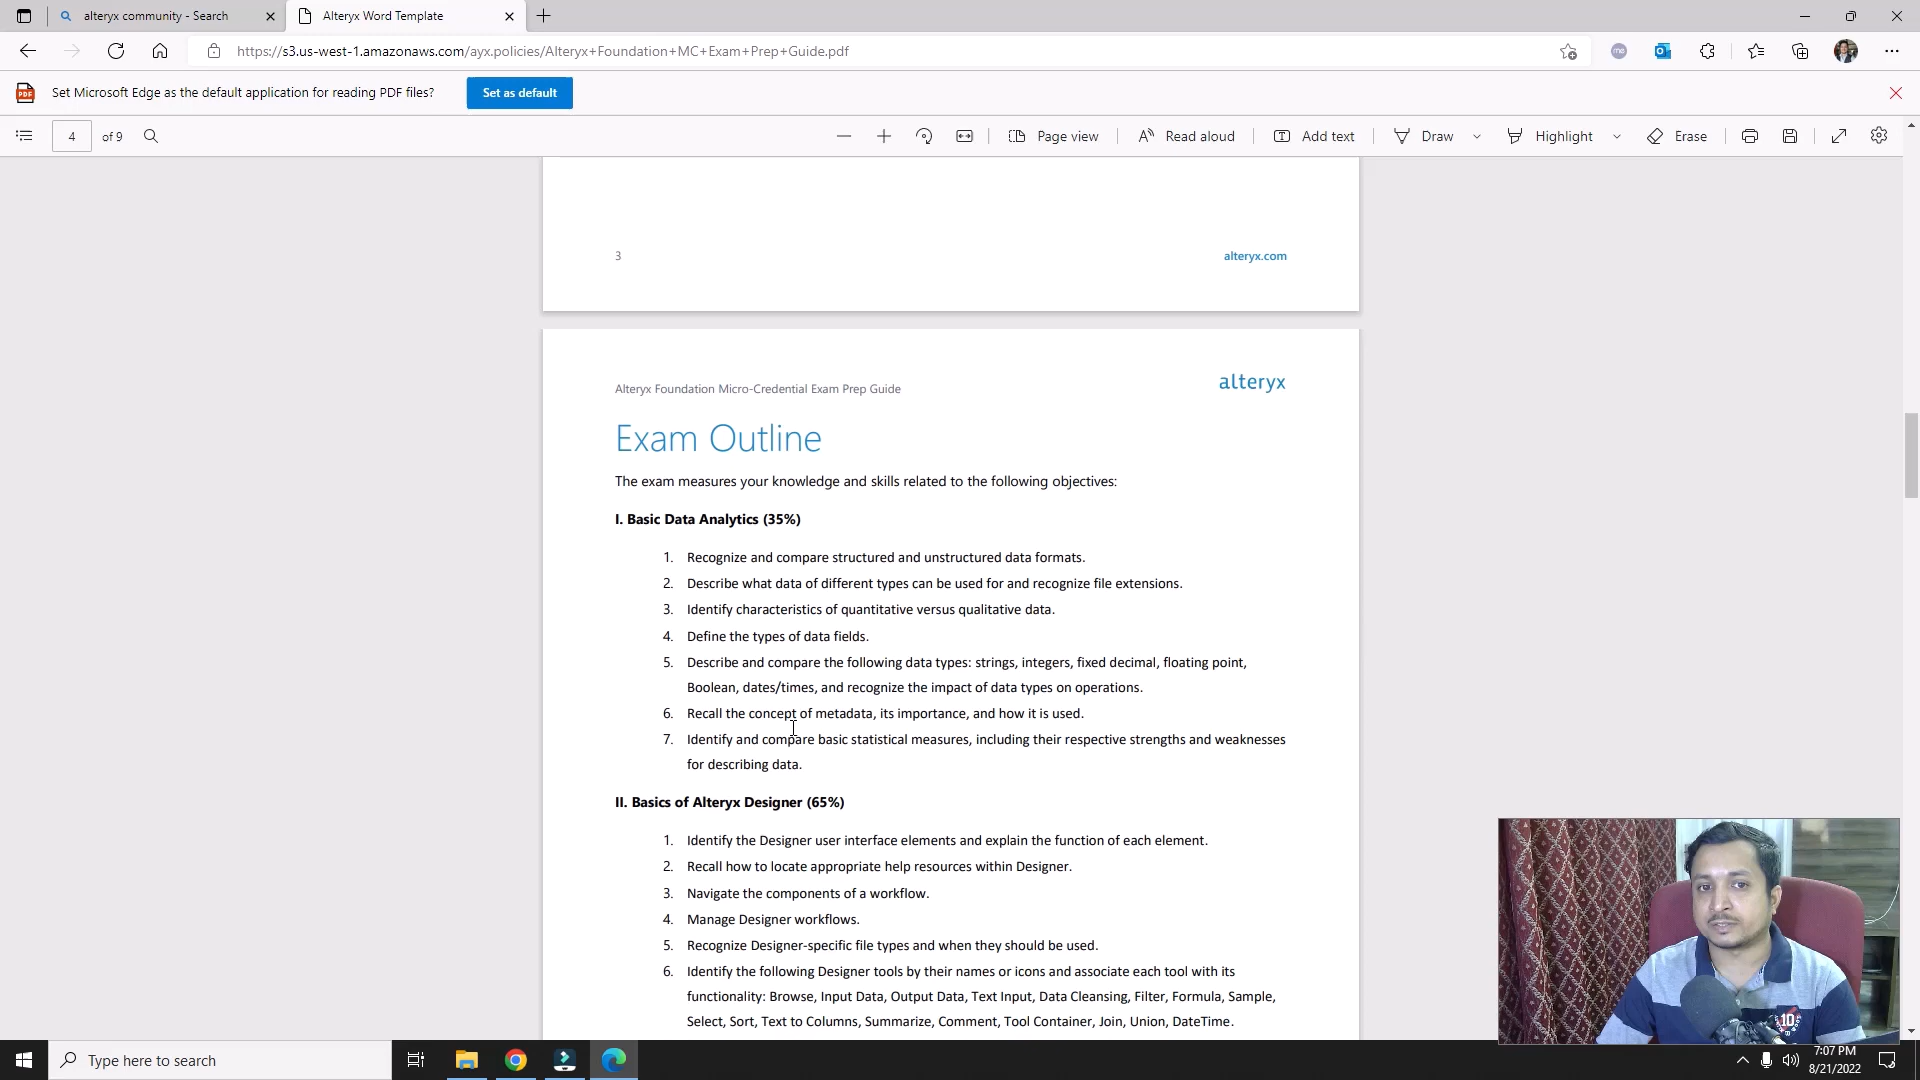 alteryx community - Search
Alteryx Word Template
https://s3.us-west-1.amazonaws.com/ayx.policies/Alteryx+Foundation+MC+Exam+Prep+Guide.pdf
Set Microsoft Edge as the default application for reading PDF files?
Set as default
4 of 9
Page view
Read aloud
Add text
Draw
Highlight
Erase
3
alteryx.com
Alteryx Foundation Micro-Credential Exam Prep Guide
alteryx
Exam Outline
The exam measures your knowledge and skills related to the following objectives:
I. Basic Data Analytics (35%)
1. Recognize and compare structured and unstructured data formats.
2. Describe what data of different types can be used for and recognize file extensions.
3. Identify characteristics of quantitative versus qualitative data.
4. Define the types of data fields.
5. Describe and compare the following data types: strings, integers, fixed decimal, floating point,
Boolean, dates/times, and recognize the impact of data types on operations.
6. Recall the concept of metadata, its importance, and how it is used.
7. Identify and compare basic statistical measures, including their respective strengths and weaknesses
for describing data.
II. Basics of Alteryx Designer (65%)
1. Identify the Designer user interface elements and explain the function of each element.
2. Recall how to locate appropriate help resources within Designer.
3. Navigate the components of a workflow.
4. Manage Designer workflows.
5. Recognize Designer-specific file types and when they should be used.
6. Identify the following Designer tools by their names or icons and associate each tool with its
functionality: Browse, Input Data, Output Data, Text Input, Data Cleansing, Filter, Formula, Sample,
Select, Sort, Text to Columns, Summarize, Comment, Tool Container, Join, Union, DateTime.
10
Type here to search
7:07 PM
8/21/2022